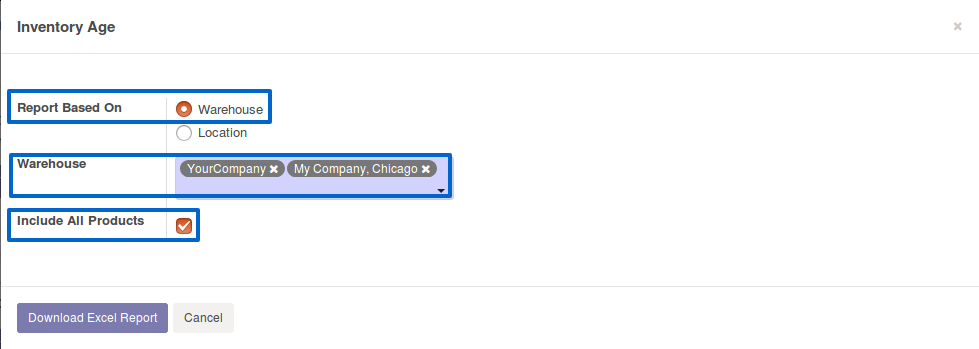 Inventory Age ×
Report Based On Warehouse
Location
Warehouse YourCompany × My Company, Chicago ×
Include All Products
Download Excel Report Cancel